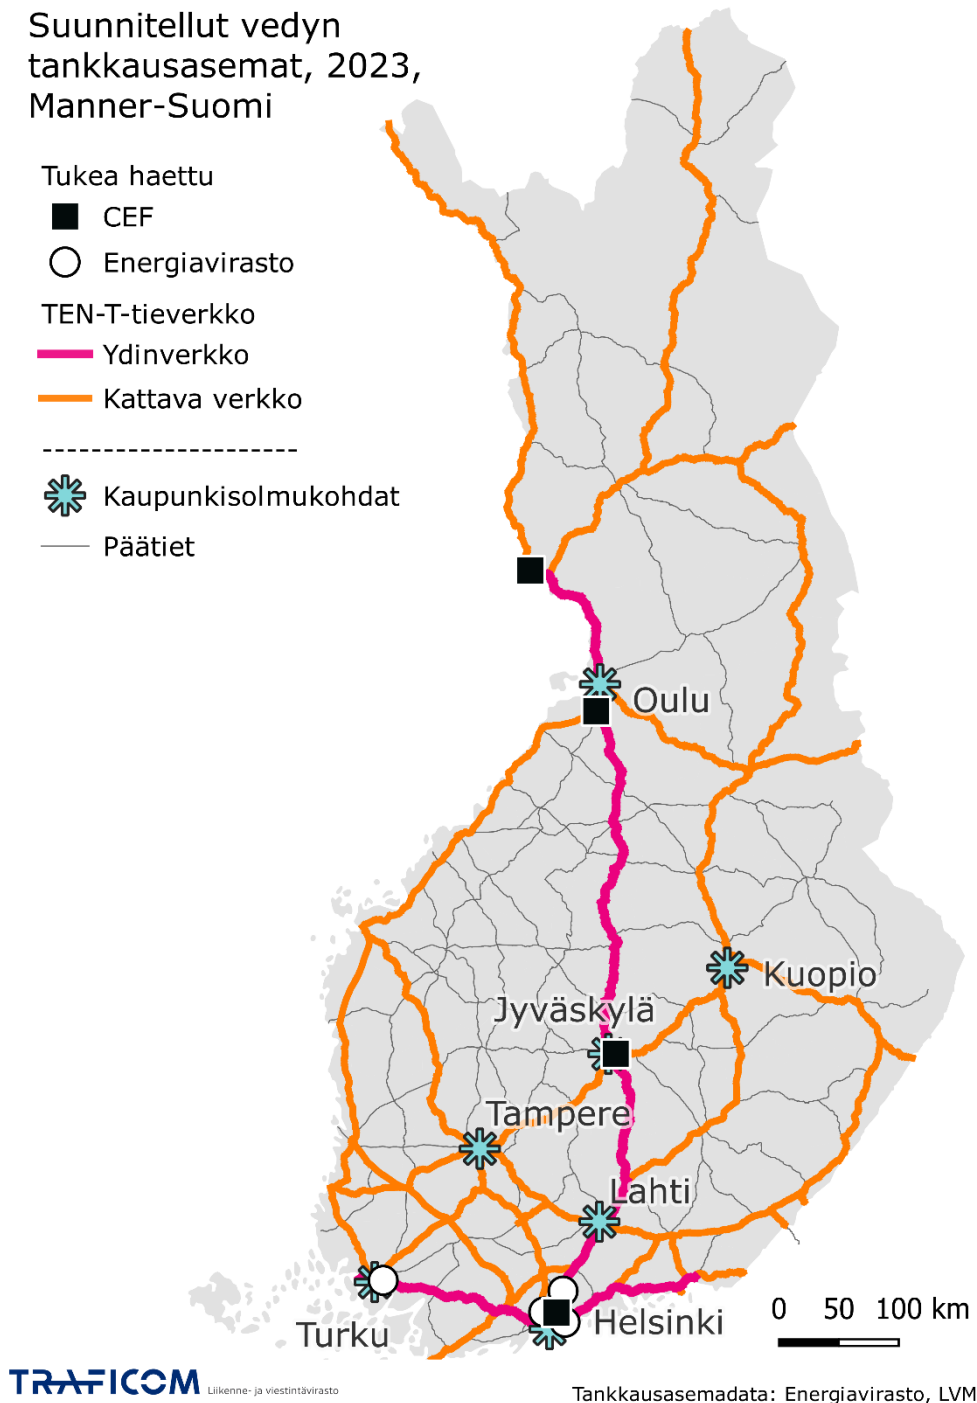 Suunnitellut vedyn
tankkausasemat, 2023,
Manner-Suomi
Tukea haettu
CEF
Energiavirasto
TEN-T-tieverkko
Ydinverkko
Kattava verkko
Kaupunkisolmukohdat
Päätiet
Oulu
Kuopio
Jyväskylä
Tampere
Lahti
Helsinki
Turku
0 50 100 km
TRAFICOM Liikenne- ja viestintävirasto
Tankkausasemadata: Energiavirasto, LVM